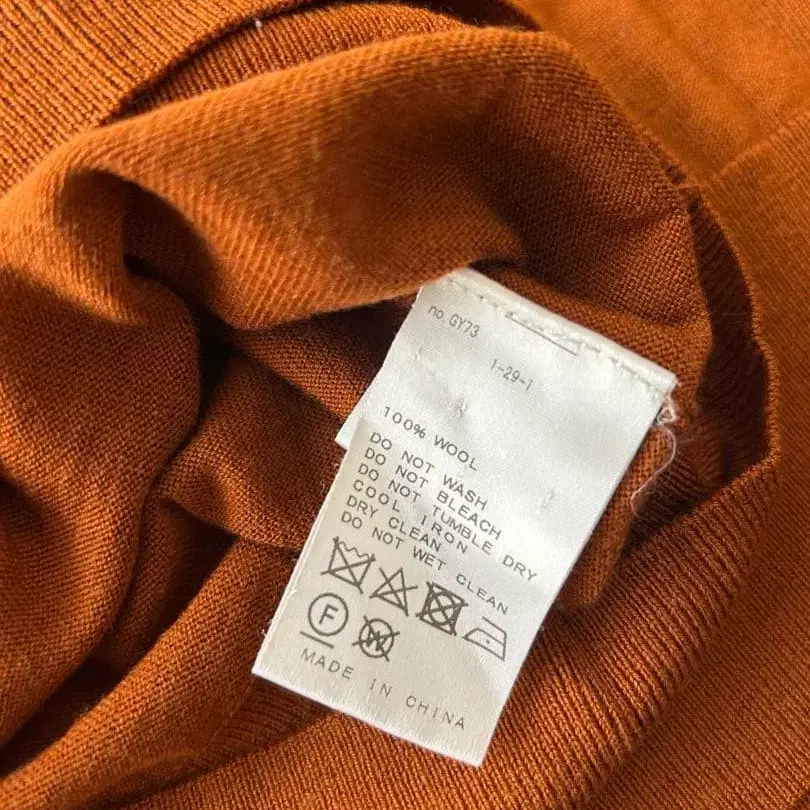 no. GY73
1-29-1
100% WOOL
DO NOT WASH
DO NOT BLEACH
DO NOT TUMBLE DRY
COOL IRON
DRY CLEAN
DO NOT WET CLEAN
F
W
MADE IN CHINA